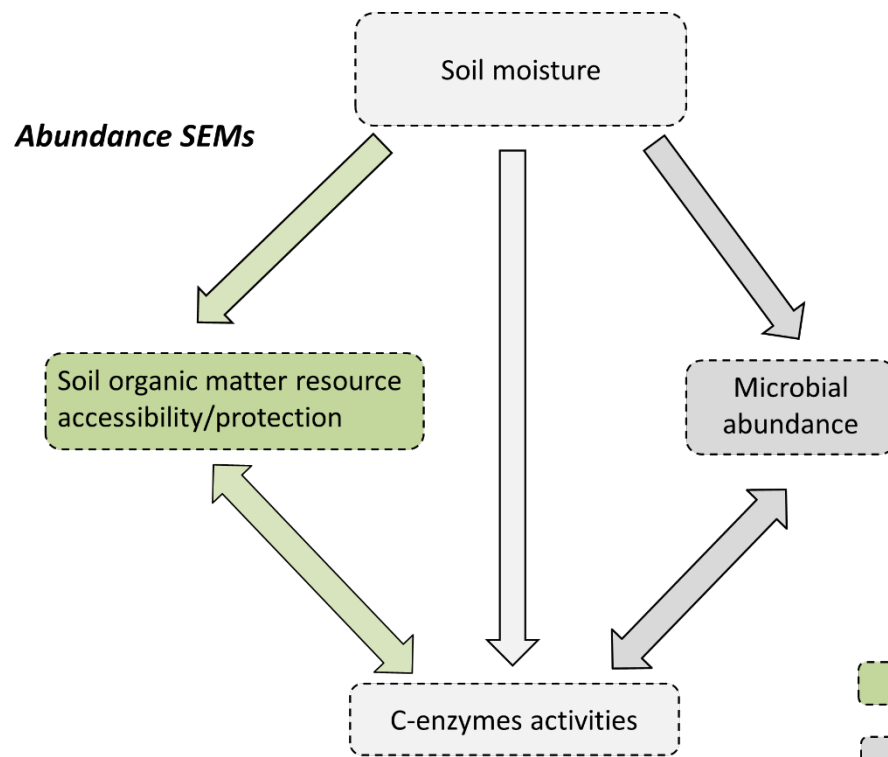 Soil moisture
Abundance SEMs
Soil organic matter resource
accessibility/protection
Microbial
abundance
C-enzymes activities